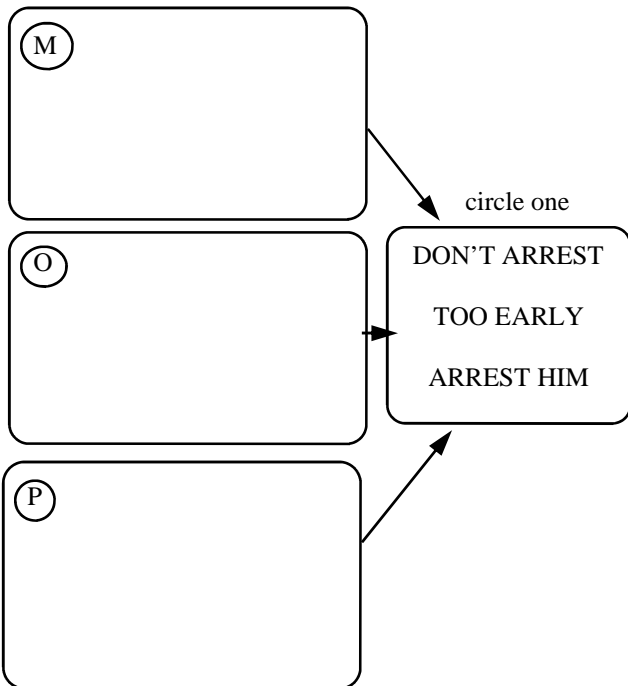 M
circle one
O
DON'T ARREST
TOO EARLY
ARREST HIM
P